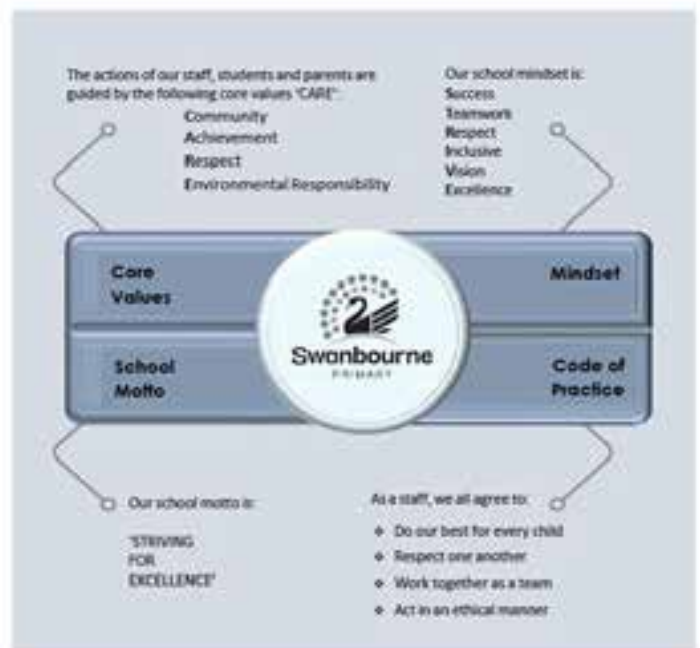 The actions of our staff, students and parents are
guided by the following core values 'CARE':
Community
Achievement
Respect
Environmental Responsibility
Our school mindset is:
Success
Teamwork
Respect
Inclusive
Vision
Excellence
Core
Values
Mindset
Swanbourne
PRIMARY
School
Motto
Code of
Practice
Our school motto is:
'STRIVING
FOR
EXCELLENCE'
As a staff, we all agree to:
❖ Do our best for every child
❖ Respect one another
❖ Work together as a team
❖ Act in an ethical manner